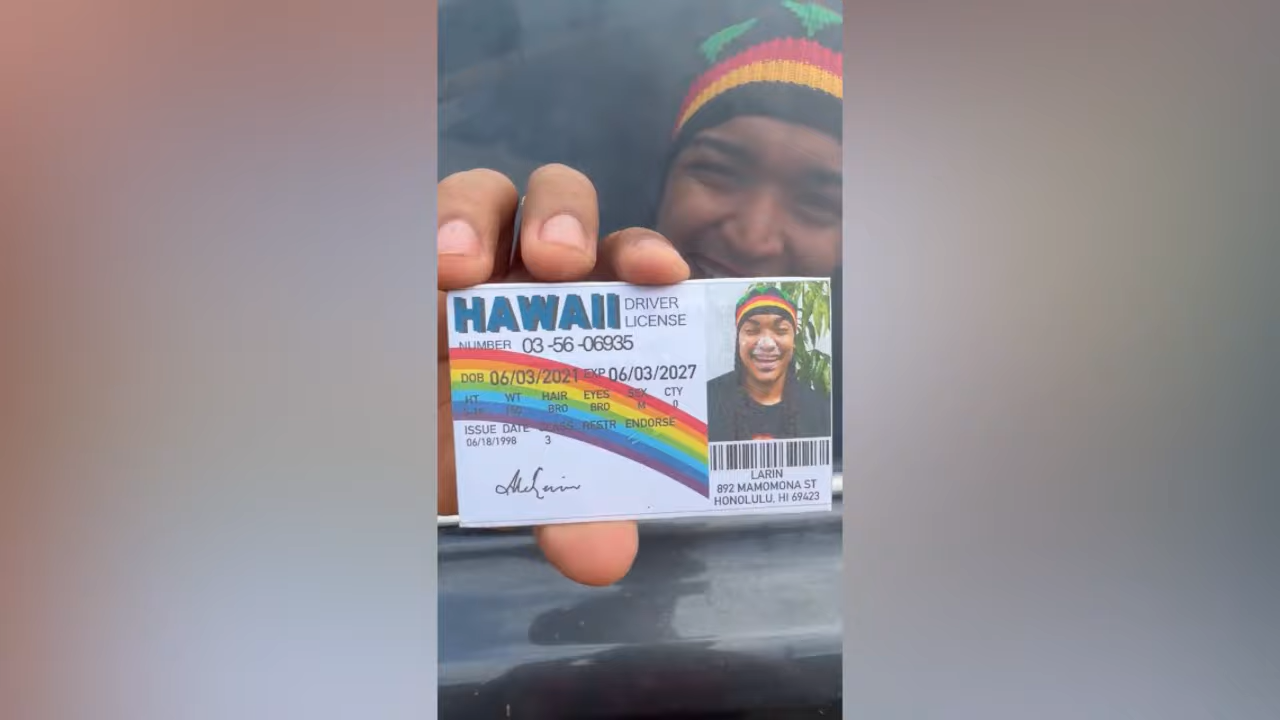 HAWAII DRIVER LICENSE
NUMBER 03-56-06935
DOB 06/03/2021 EXP 06/03/2027
HT WT HAIR EYES SEX CTY
BRO BRO M 0
ISSUE DATE CLASS RESTR ENDORSE
06/18/1998 3
LARIN
892 MAMOMONA ST
HONOLULU, HI 69423